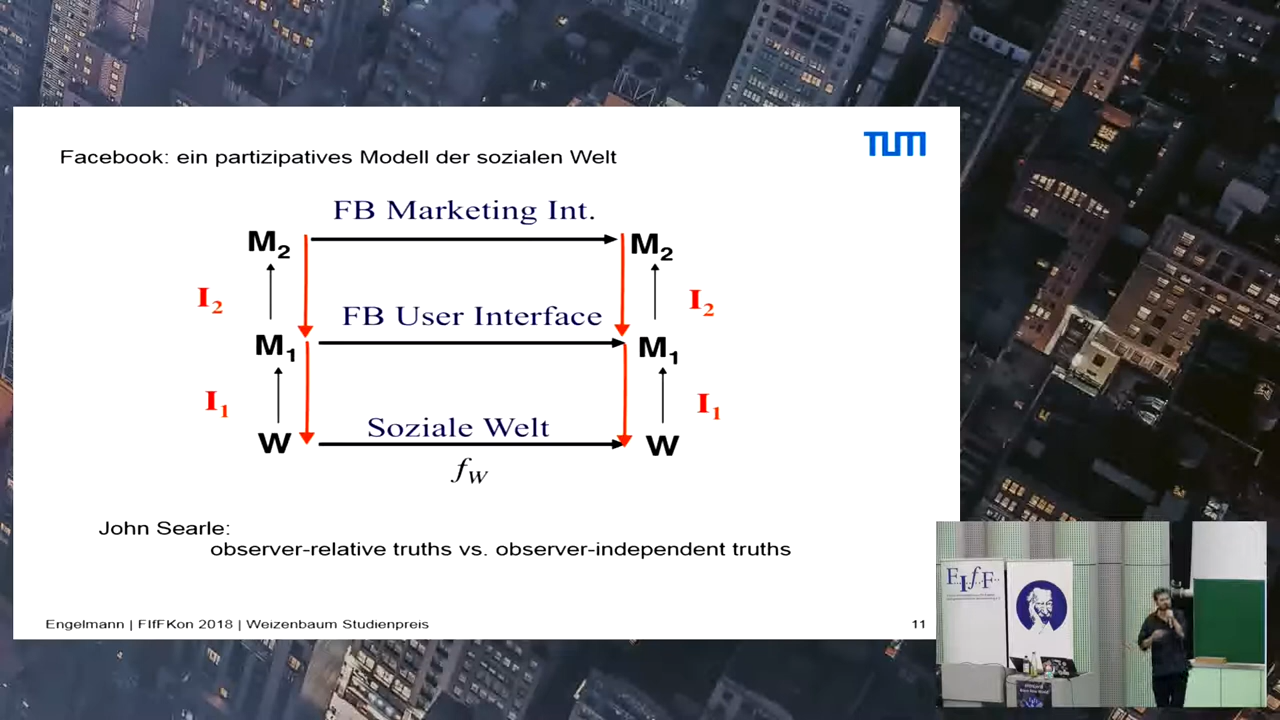 TUM
Facebook: ein partizipatives Modell der sozialen Welt
FB Marketing Int.
M2 M2
I2 I2
FB User Interface
M1 M1
I1 I1
Soziale Welt
W W
fW
John Searle:
observer-relative truths vs. observer-independent truths
Engelmann | FIfFKon 2018 | Weizenbaum Studienpreis 11
FIfF